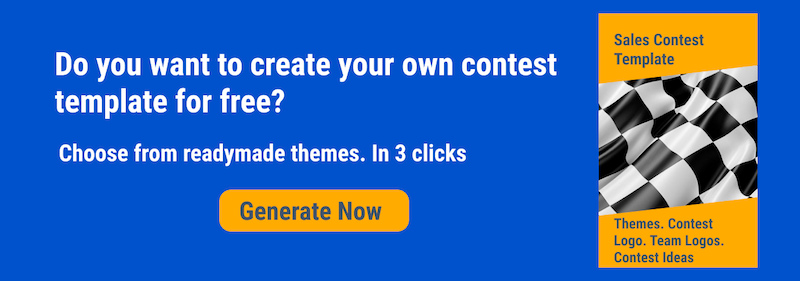 Do you want to create your own contest
template for free?
Choose from readymade themes. In 3 clicks
Generate Now
Sales Contest
Template
Themes. Contest
Logo. Team Logos.
Contest Ideas